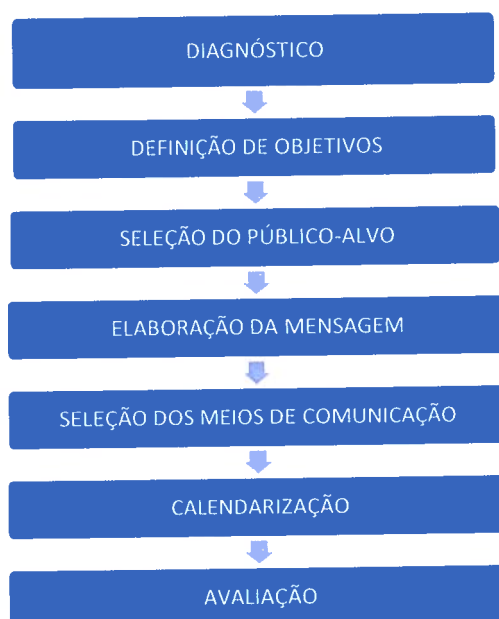 DIAGNÓSTICO
DEFINIÇÃO DE OBJETIVOS
SELEÇÃO DO PÚBLICO-ALVO
ELABORAÇÃO DA MENSAGEM
SELEÇÃO DOS MEIOS DE COMUNICAÇÃO
CALENDARIZAÇÃO
AVALIAÇÃO